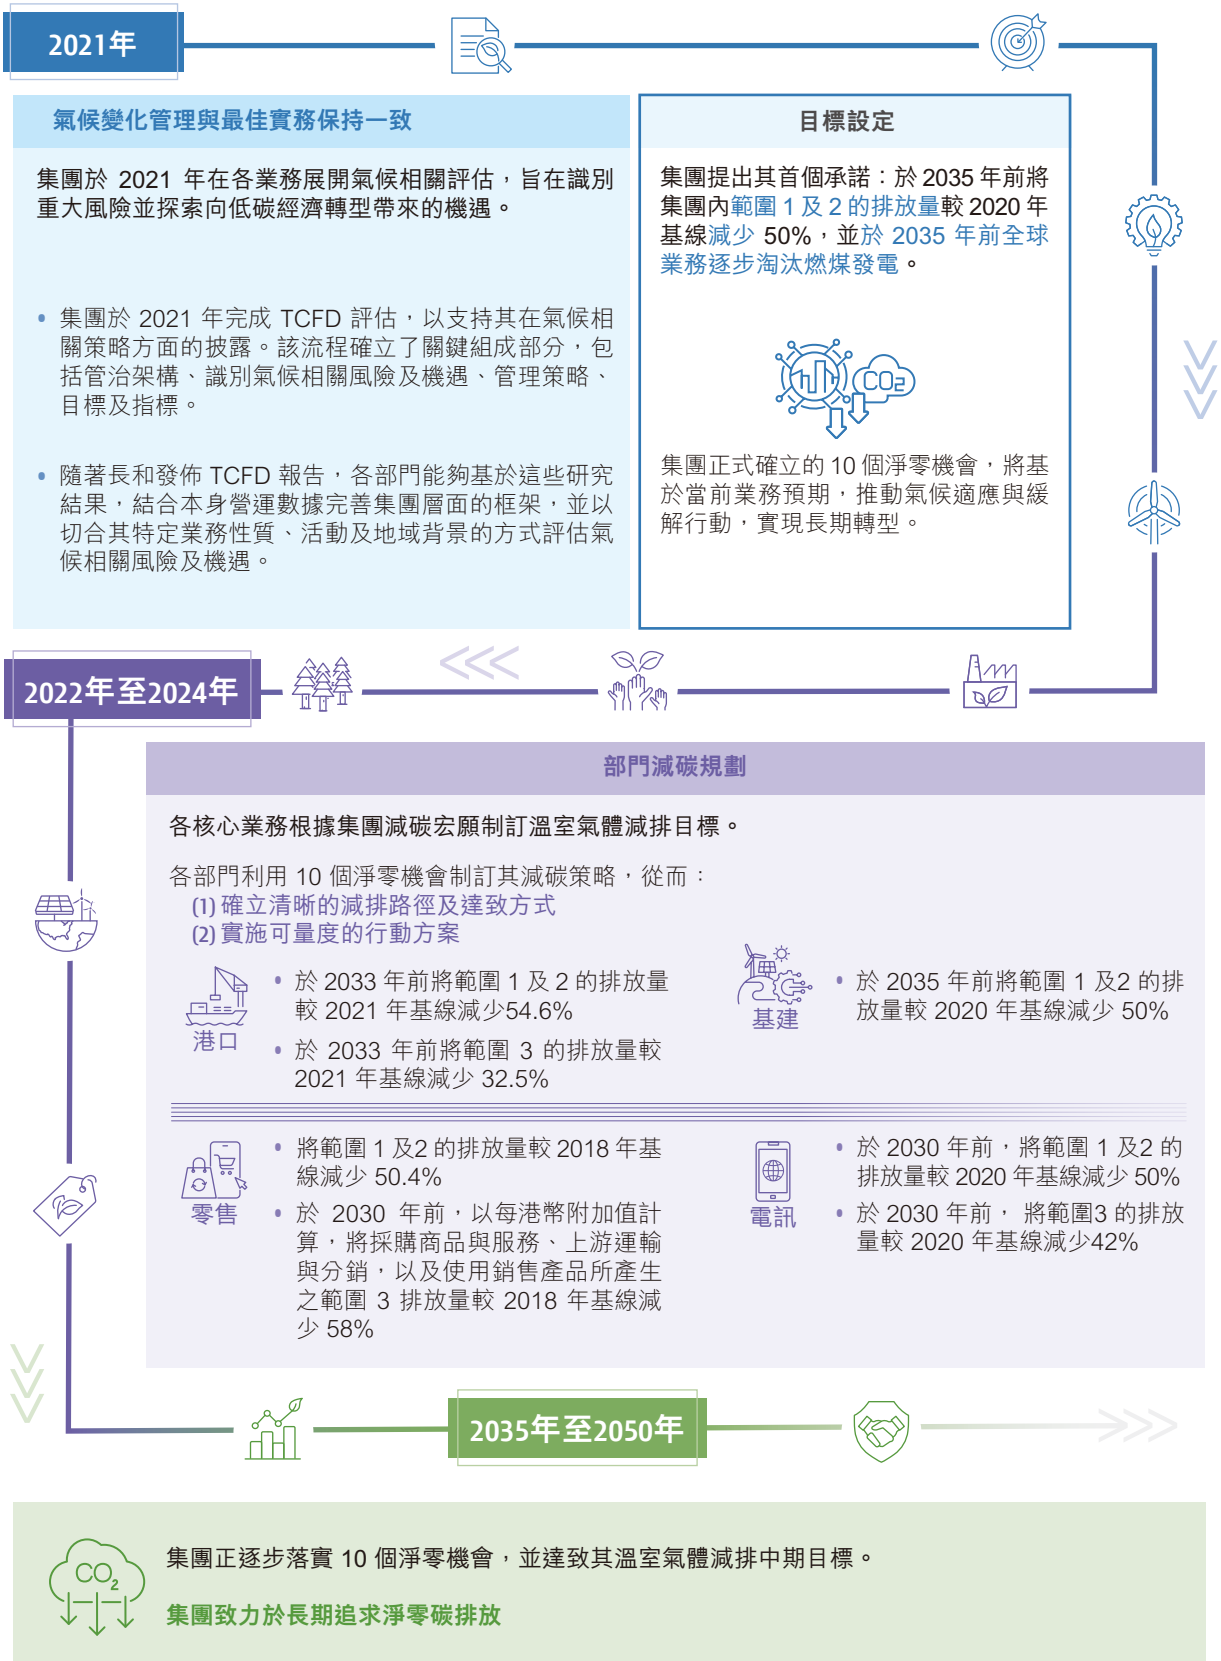 2021年
氣候變化管理與最佳實務保持一致
集團於 2021 年在各業務展開氣候相關評估，旨在識別
重大風險並探索向低碳經濟轉型帶來的機遇。
• 集團於 2021 年完成 TCFD 評估，以支持其在氣候相
關策略方面的披露。該流程確立了關鍵組成部分，包
括管治架構、識別氣候相關風險及機遇、管理策略、
目標及指標。
• 隨著長和發佈 TCFD 報告，各部門能夠基於這些研究
結果，結合本身營運數據完善集團層面的框架，並以
切合其特定業務性質、活動及地域背景的方式評估氣
候相關風險及機遇。
目標設定
集團提出其首個承諾：於 2035 年前將
集團內範圍 1 及 2 的排放量較 2020 年
基線減少 50%，並於 2035 年前全球
業務逐步淘汰燃煤發電。
CO2
集團正式確立的 10 個淨零機會，將基
於當前業務預期，推動氣候適應與緩
解行動，實現長期轉型。
2022年至2024年
部門減碳規劃
各核心業務根據集團減碳宏願制訂溫室氣體減排目標。
各部門利用 10 個淨零機會制訂其減碳策略，從而：
(1) 確立清晰的減排路徑及達致方式
(2) 實施可量度的行動方案
港口
• 於 2033 年前將範圍 1 及 2 的排放量
較 2021 年基線減少54.6%
• 於 2033 年前將範圍 3 的排放量較
2021 年基線減少 32.5%
基建
• 於 2035 年前將範圍 1 及2 的排
放量較 2020 年基線減少 50%
零售
• 將範圍 1 及2 的排放量較 2018 年基
線減少 50.4%
• 於 2030 年前，以每港幣附加值計
算，將採購商品與服務、上游運輸
與分銷，以及使用銷售產品所產生
之範圍 3 排放量較 2018 年基線減
少 58%
電訊
• 於 2030 年前，將範圍 1 及2 的
排放量較 2020 年基線減少 50%
• 於 2030 年前， 將範圍3 的排放
量較 2020 年基線減少42%
2035年至2050年
CO2
集團正逐步落實 10 個淨零機會，並達致其溫室氣體減排中期目標。
集團致力於長期追求淨零碳排放